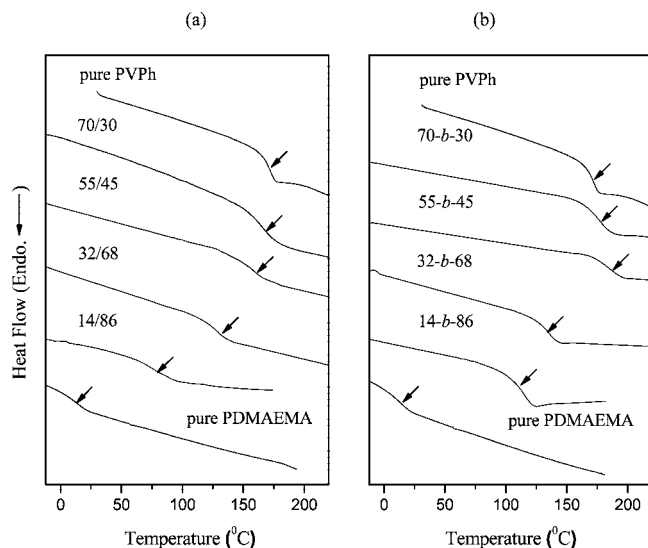 (a)
pure PVPh
70/30
55/45
32/68
14/86
pure PDMAEMA
Heat Flow (Endo. ⟶)
0 50 100 150 200
Temperature (⁰C)
(b)
pure PVPh
70-b-30
55-b-45
32-b-68
14-b-86
pure PDMAEMA
0 50 100 150 200
Temperature (⁰C)